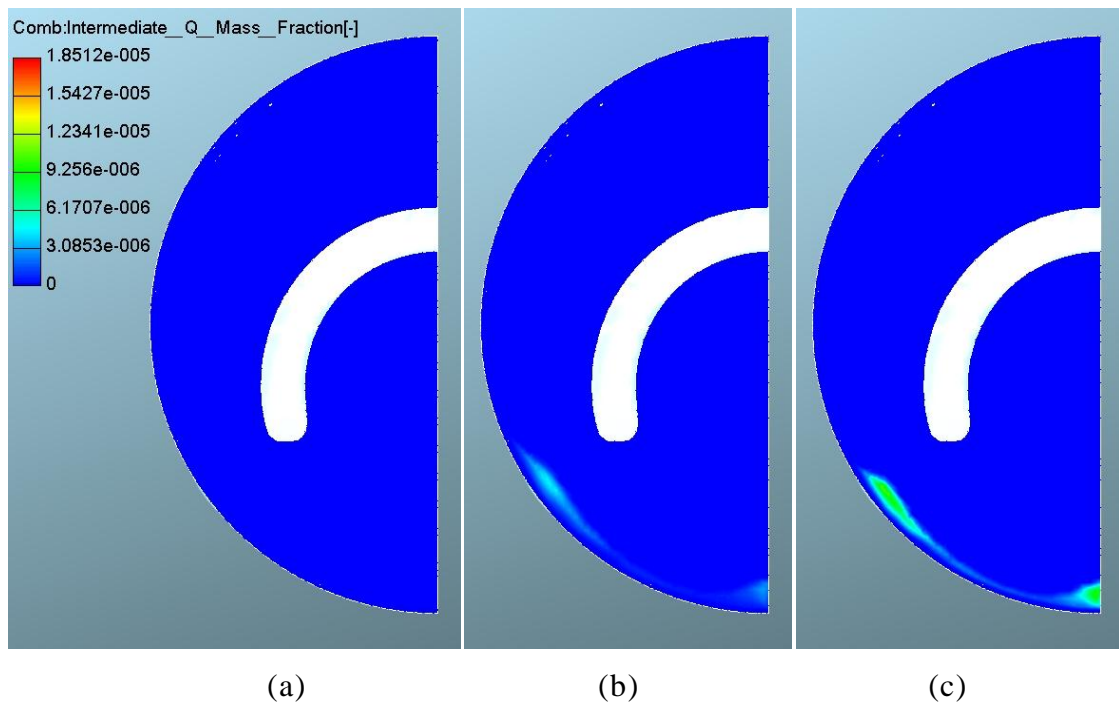 Comb:Intermediate__Q__Mass__Fraction[-]
1.8512e-005
1.5427e-005
1.2341e-005
9.256e-006
6.1707e-006
3.0853e-006
0
(a) (b) (c)